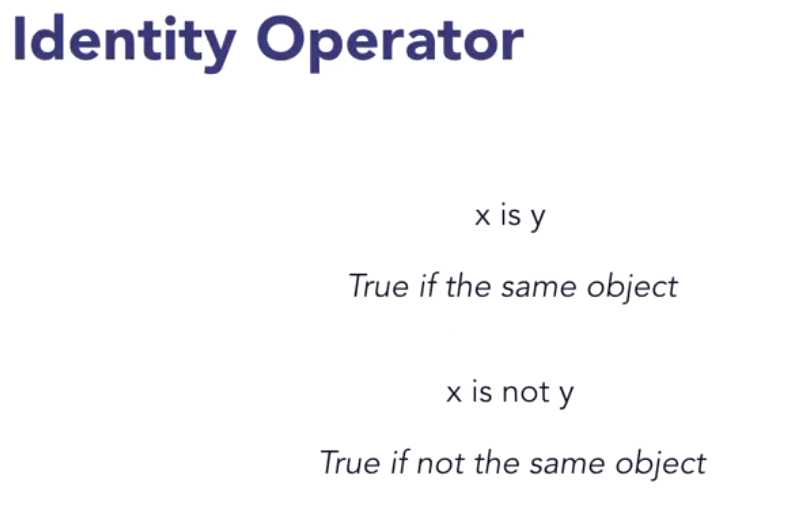 Identity Operator
x is y
True if the same object
x is not y
True if not the same object